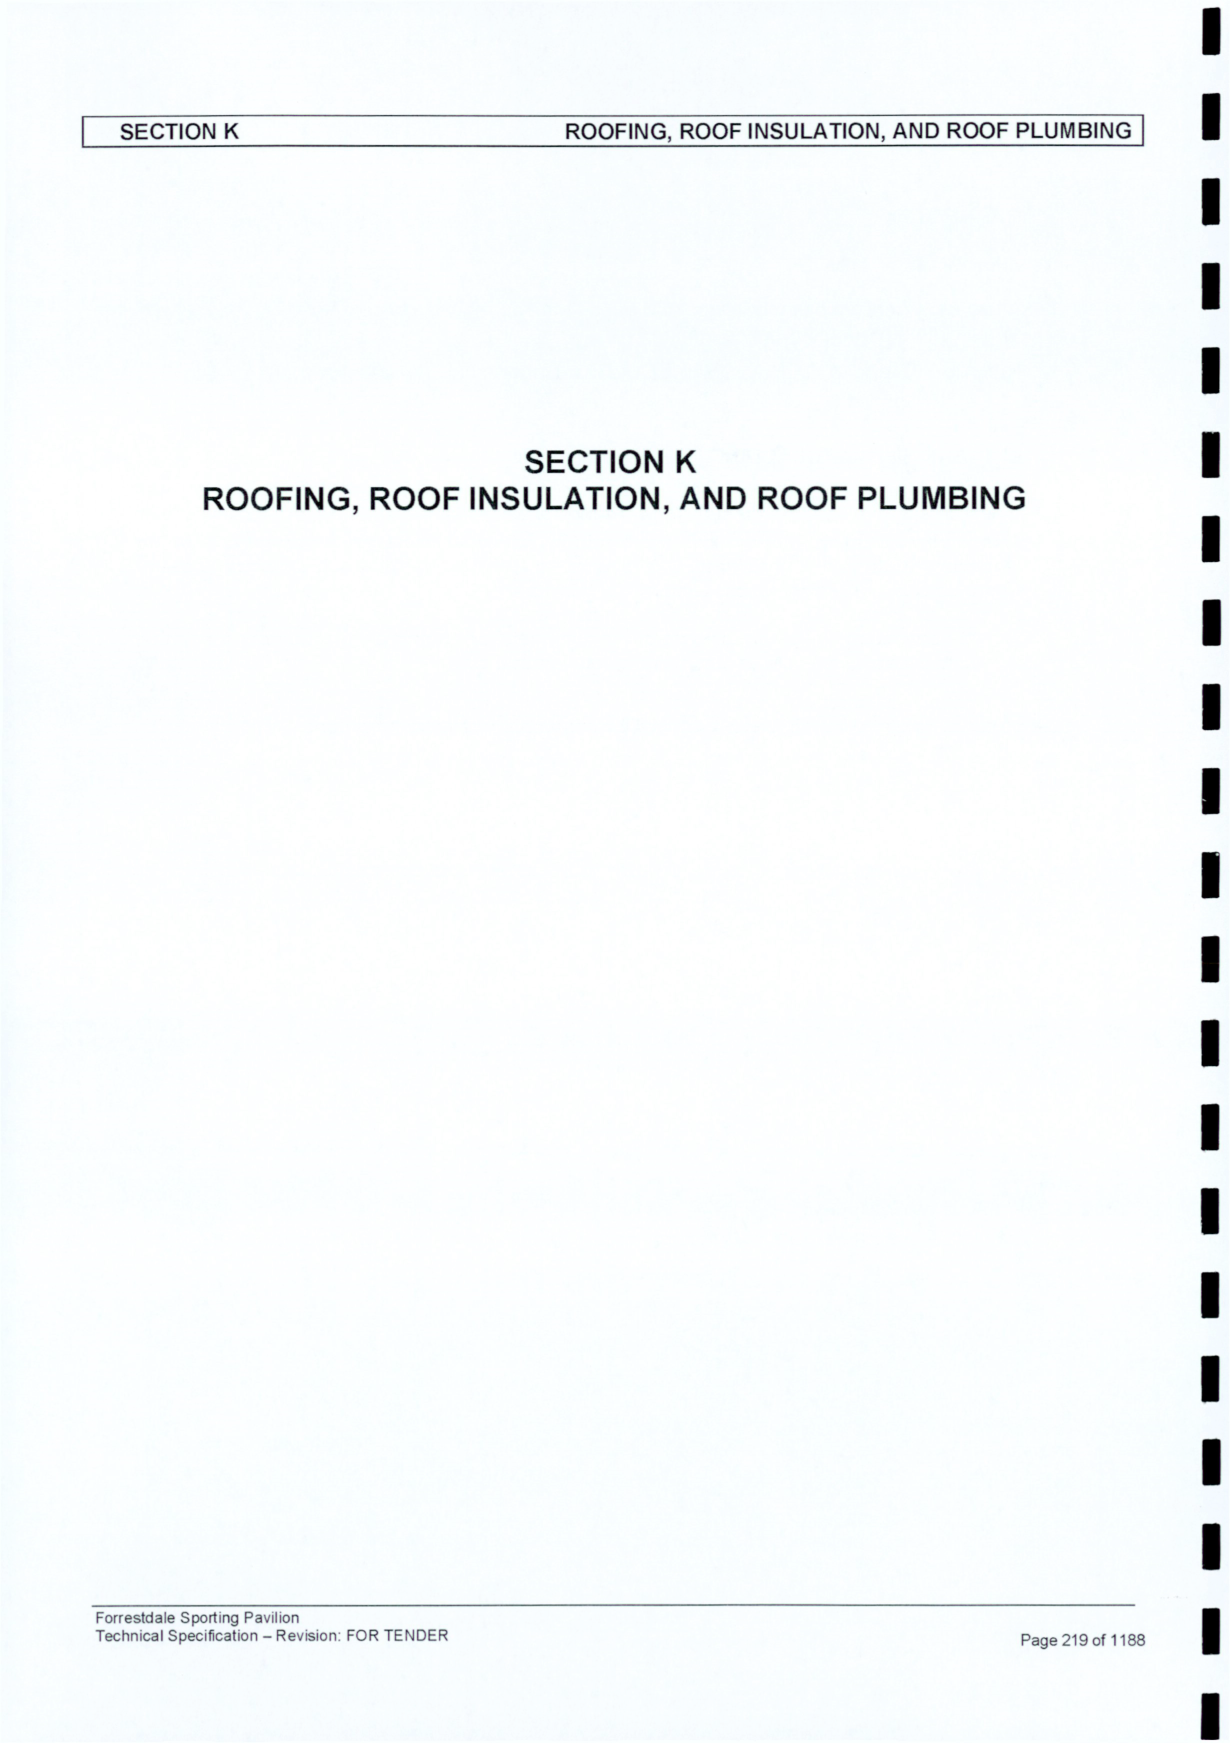 SECTION K ROOFING, ROOF INSULATION, AND ROOF PLUMBING
SECTION K
ROOFING, ROOF INSULATION, AND ROOF PLUMBING
Forrestdale Sporting Pavilion
Technical Specification – Revision: FOR TENDER
Page 219 of 1188